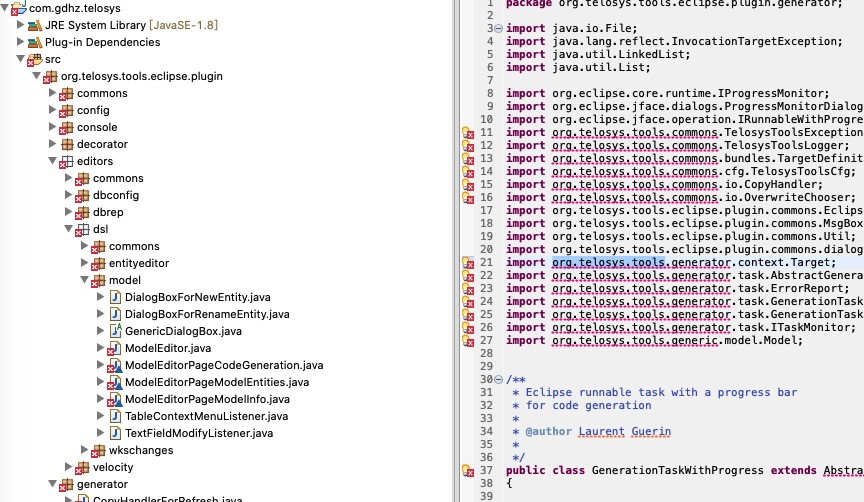 com.gdhz.telosys
JRE System Library [JavaSE-1.8]
Plug-in Dependencies
src
org.telosys.tools.eclipse.plugin
commons
config
console
decorator
editors
commons
dbconfig
dbrep
dsl
commons
entityeditor
model
DialogBoxForNewEntity.java
DialogBoxForRenameEntity.java
GenericDialogBox.java
ModelEditor.java
ModelEditorPageCodeGeneration.java
ModelEditorPageModelEntities.java
ModelEditorPageModelInfo.java
TableContextMenuListener.java
TextFieldModifyListener.java
wkschanges
velocity
generator
CopyHandlerForRefresh.java
1 package org.telosys.tools.eclipse.plugin.generator;
2
3 import java.io.File;
4 import java.lang.reflect.InvocationTargetException;
5 import java.util.LinkedList;
6 import java.util.List;
7
8 import org.eclipse.core.runtime.IProgressMonitor;
9 import org.eclipse.jface.dialogs.ProgressMonitorDialog
10 import org.eclipse.jface.operation.IRunnableWithProgre
11 import org.telosys.tools.commons.TelosysToolsException
12 import org.telosys.tools.commons.TelosysToolsLogger;
13 import org.telosys.tools.commons.bundles.TargetDefinit
14 import org.telosys.tools.commons.cfg.TelosysToolsCfg;
15 import org.telosys.tools.commons.io.CopyHandler;
16 import org.telosys.tools.commons.io.OverwriteChooser;
17 import org.telosys.tools.eclipse.plugin.commons.Eclips
18 import org.telosys.tools.eclipse.plugin.commons.MsgBox
19 import org.telosys.tools.eclipse.plugin.commons.Util;
20 import org.telosys.tools.eclipse.plugin.commons.dialog
21 import org.telosys.tools.generator.context.Target;
22 import org.telosys.tools.generator.task.AbstractGenera
23 import org.telosys.tools.generator.task.ErrorReport;
24 import org.telosys.tools.generator.task.GenerationTask
25 import org.telosys.tools.generator.task.GenerationTask
26 import org.telosys.tools.generator.task.ITaskMonitor;
27 import org.telosys.tools.generic.model.Model;
28
29
30 /**
31 * Eclipse runnable task with a progress bar
32 * for code generation
33 *
34 * @author Laurent Guerin
35 *
36 */
37 public class GenerationTaskWithProgress extends Abstra
38 {
39